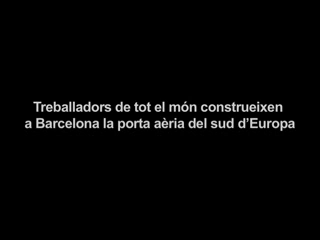 Treballadors de tot el món construeixen
a Barcelona la porta aèria del sud d'Europa